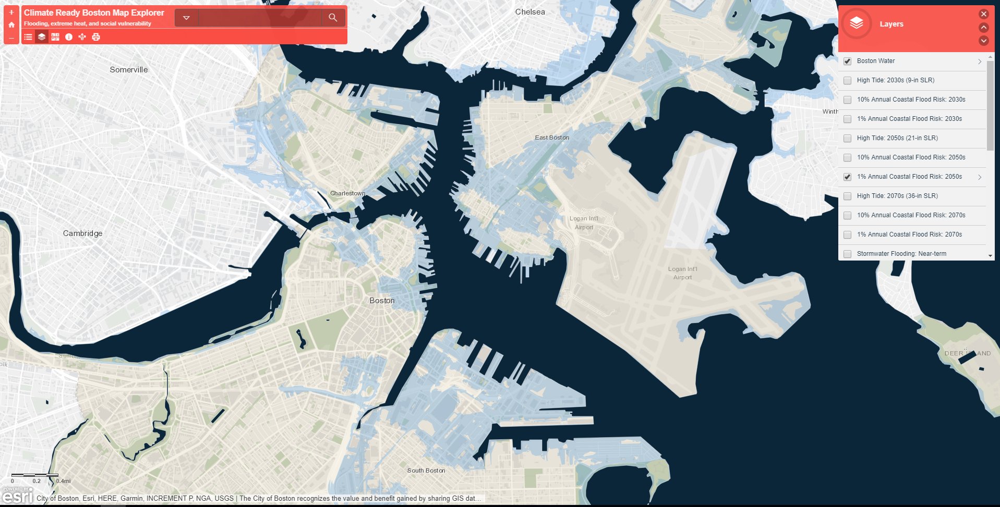 Climate Ready Boston Map Explorer
Flooding, extreme heat, and social vulnerability
Layers
Boston Water
High Tide: 2030s (9-in SLR)
10% Annual Coastal Flood Risk: 2030s
1% Annual Coastal Flood Risk: 2030s
High Tide: 2050s (21-in SLR)
10% Annual Coastal Flood Risk: 2050s
1% Annual Coastal Flood Risk: 2050s
High Tide: 2070s (36-in SLR)
10% Annual Coastal Flood Risk: 2070s
1% Annual Coastal Flood Risk: 2070s
Stormwater Flooding: Near-term
Chelsea
Somerville
Winth
East Boston
Charlestown
Logan Int'l
Airport
Cambridge
Logan Int'l
Airport
Boston
DEER ISLAND
South Boston
0 0.2 0.4mi
POWERED BY
esri
City of Boston, Esri, HERE, Garmin, INCREMENT P, NGA, USGS | The City of Boston recognizes the value and benefit gained by sharing GIS dat...